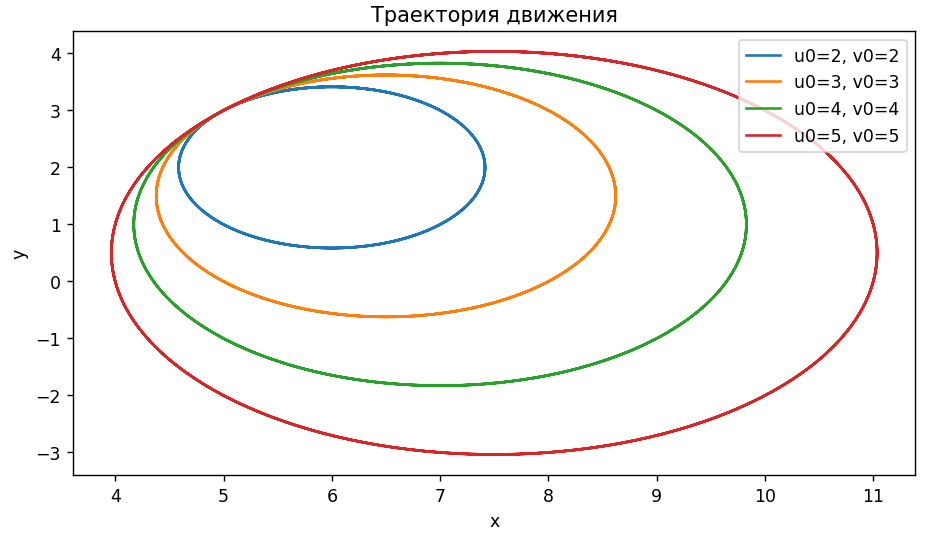 Траектория движения
u0=2, v0=2
u0=3, v0=3
u0=4, v0=4
u0=5, v0=5
4
3
2
1
0
−1
−2
−3
y
4 5 6 7 8 9 10 11
x